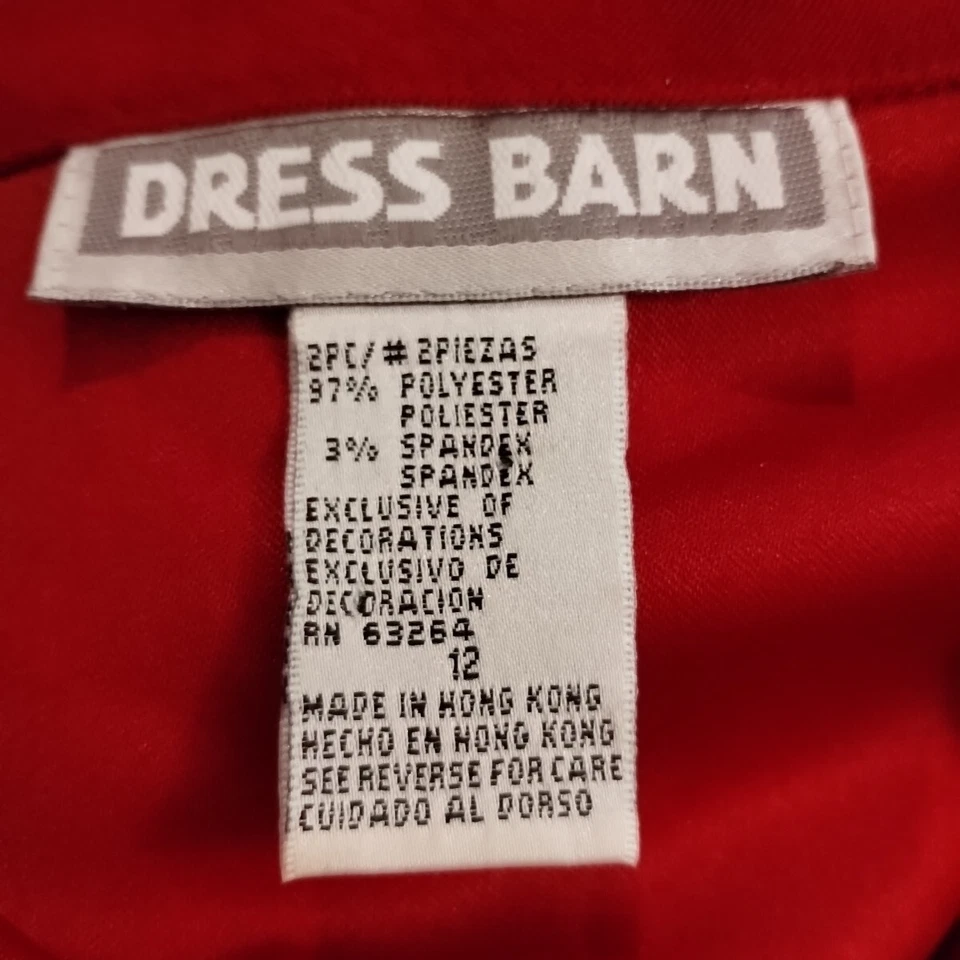 DRESS BARN
2PC/# 2PIEZAS
97% POLYESTER
POLIESTER
3% SPANDEX
SPANDEX
EXCLUSIVE OF
DECORATIONS
EXCLUSIVO DE
DECORACION
RN 63264
12
MADE IN HONG KONG
HECHO EN HONG KONG
SEE REVERSE FOR CARE
CUIDADO AL DORSO